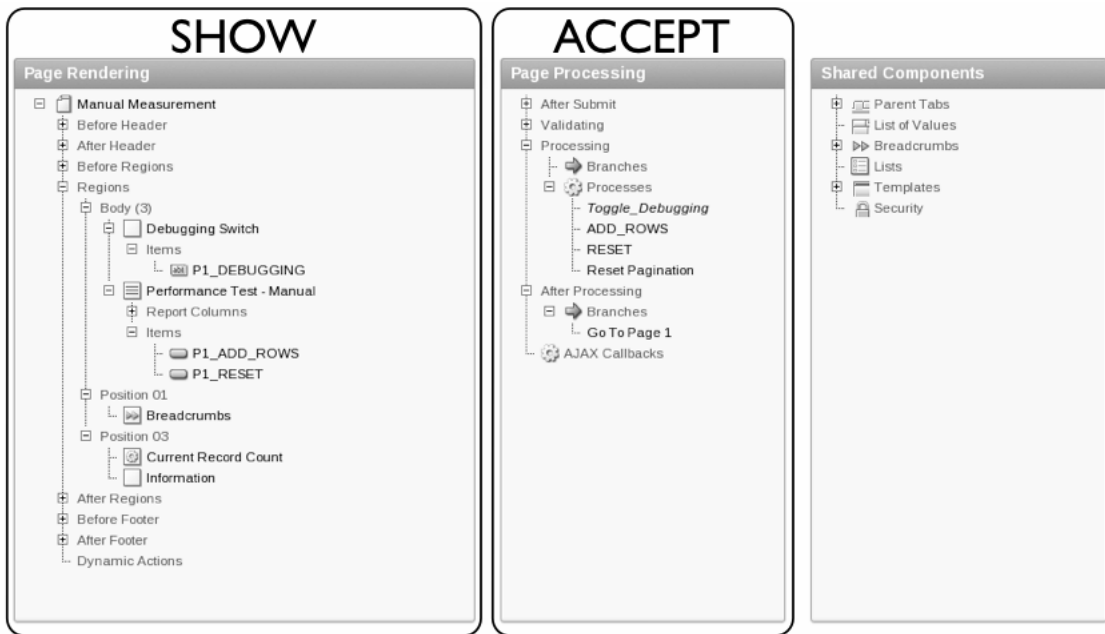 SHOW
Page Rendering
Manual Measurement
Before Header
After Header
Before Regions
Regions
Body (3)
Debugging Switch
Items
P1_DEBUGGING
Performance Test - Manual
Report Columns
Items
P1_ADD_ROWS
P1_RESET
Position 01
Breadcrumbs
Position 03
Current Record Count
Information
After Regions
Before Footer
After Footer
Dynamic Actions
ACCEPT
Page Processing
After Submit
Validating
Processing
Branches
Processes
Toggle_Debugging
ADD_ROWS
RESET
Reset Pagination
After Processing
Branches
Go To Page 1
AJAX Callbacks
Shared Components
Parent Tabs
List of Values
Breadcrumbs
Lists
Templates
Security